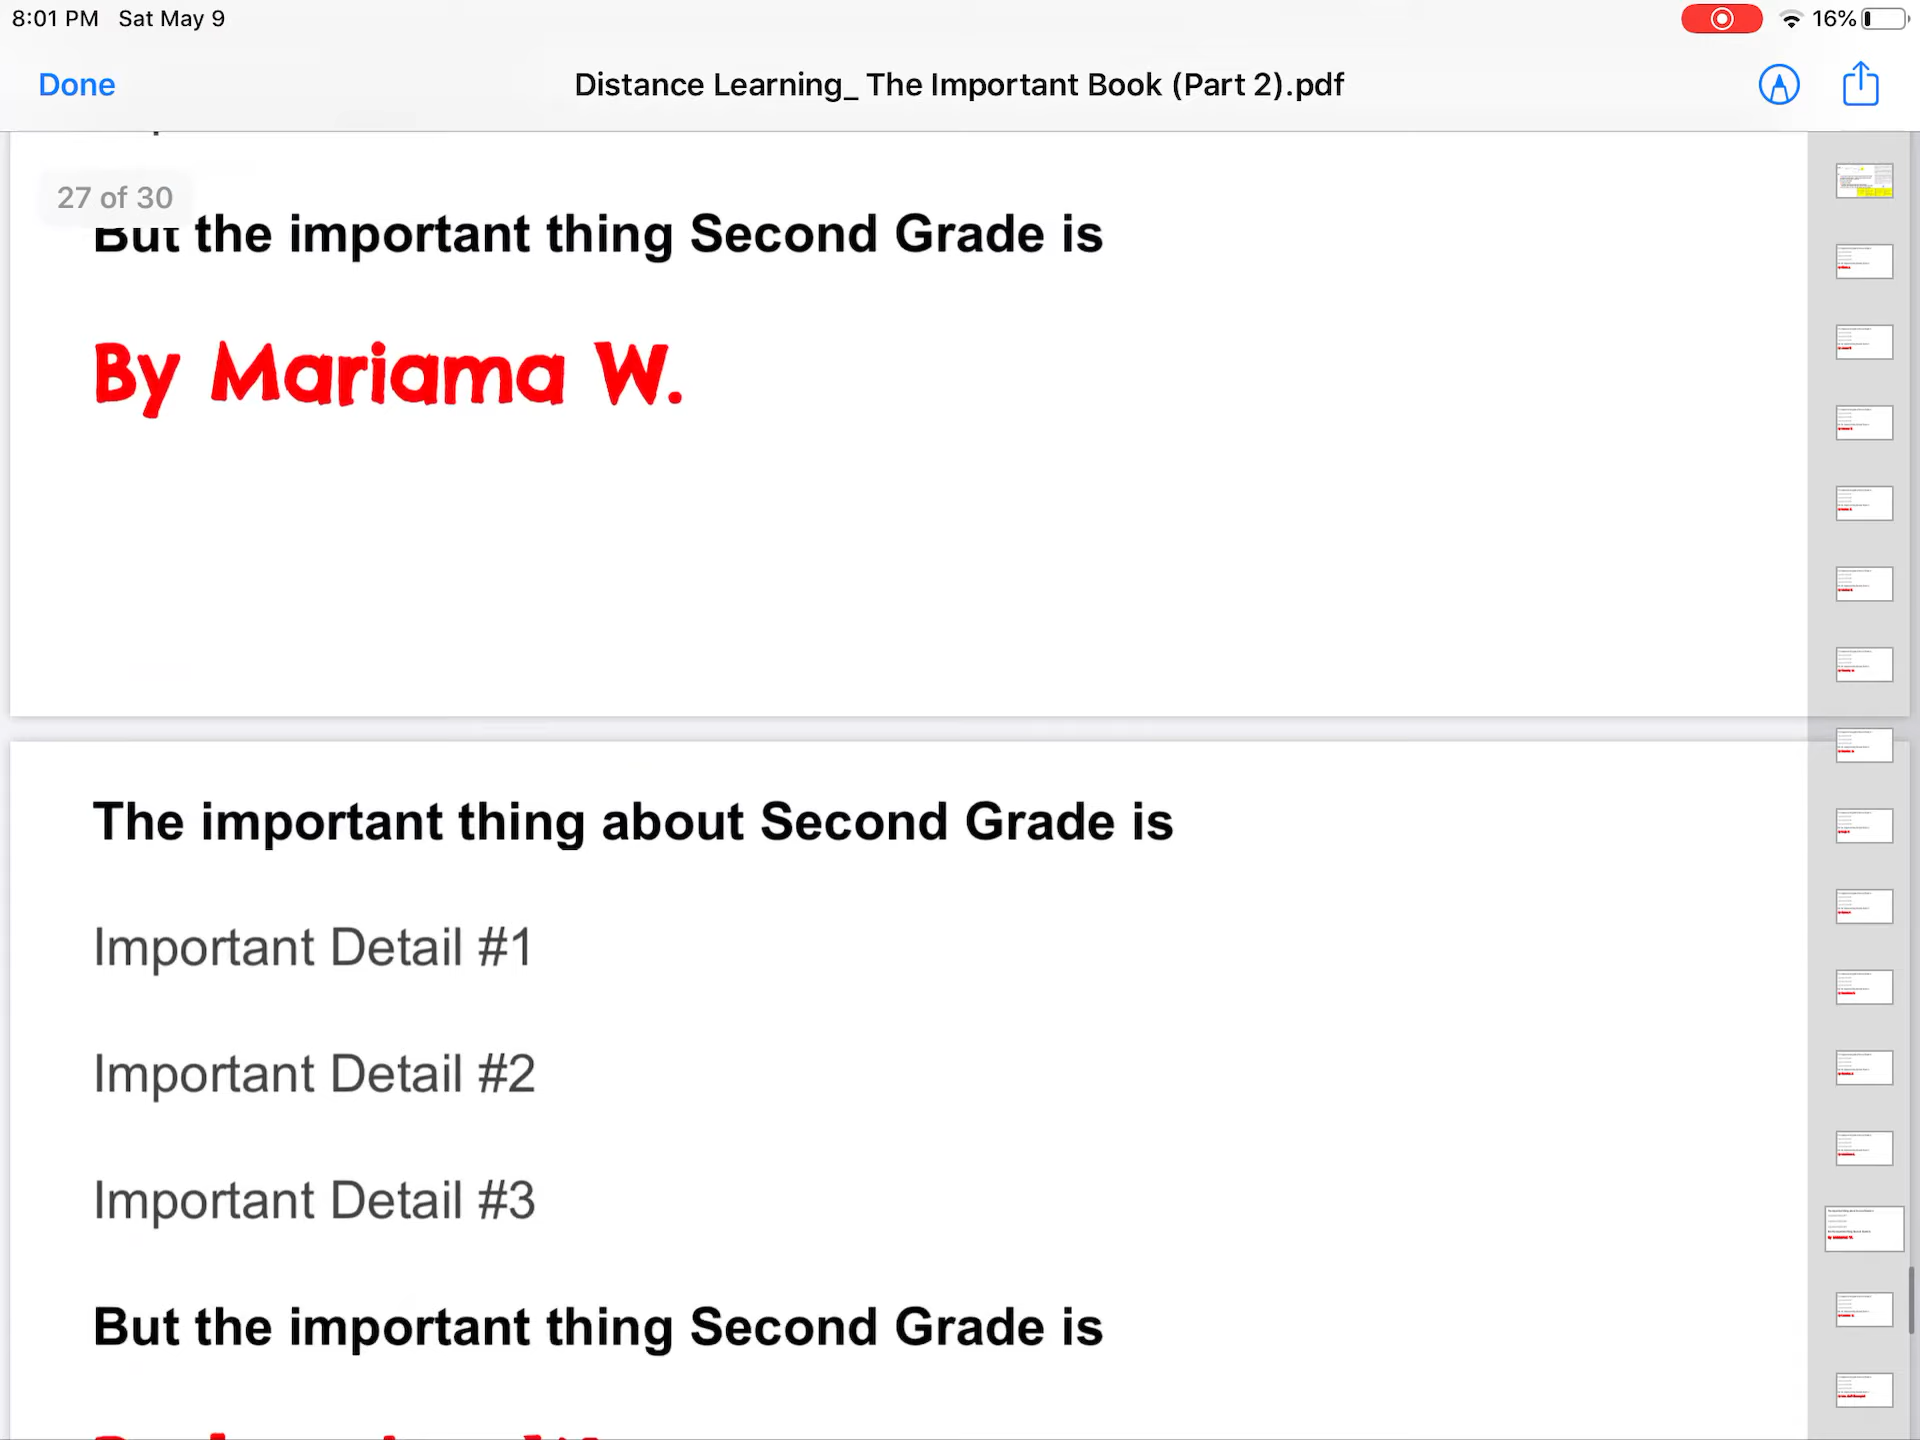 8:01 PM Sat May 9
16%
Done
Distance Learning_ The Important Book (Part 2).pdf
27 of 30
But the important thing Second Grade is
By Mariama W.
The important thing about Second Grade is
Important Detail #1
Important Detail #2
Important Detail #3
But the important thing Second Grade is